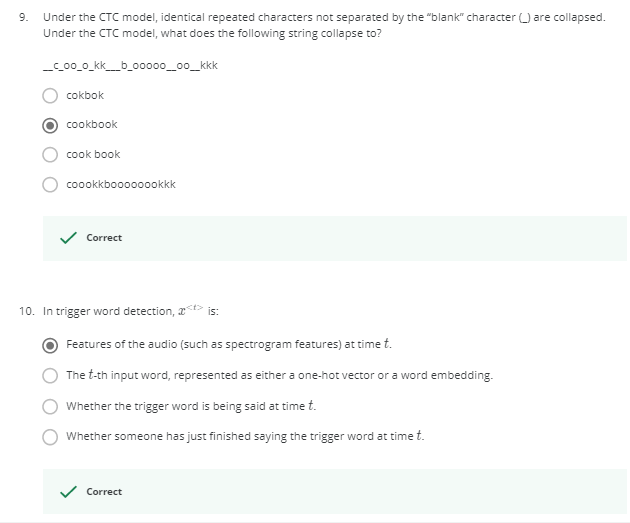 9. Under the CTC model, identical repeated characters not separated by the "blank" character (_) are collapsed.
Under the CTC model, what does the following string collapse to?
__c_oo_o_kk___b_ooooo__oo__kkk
cokbok
cookbook
cook book
coookkboooooookkk
Correct
10. In trigger word detection, x<t> is:
Features of the audio (such as spectrogram features) at time t.
The t-th input word, represented as either a one-hot vector or a word embedding.
Whether the trigger word is being said at time t.
Whether someone has just finished saying the trigger word at time t.
Correct